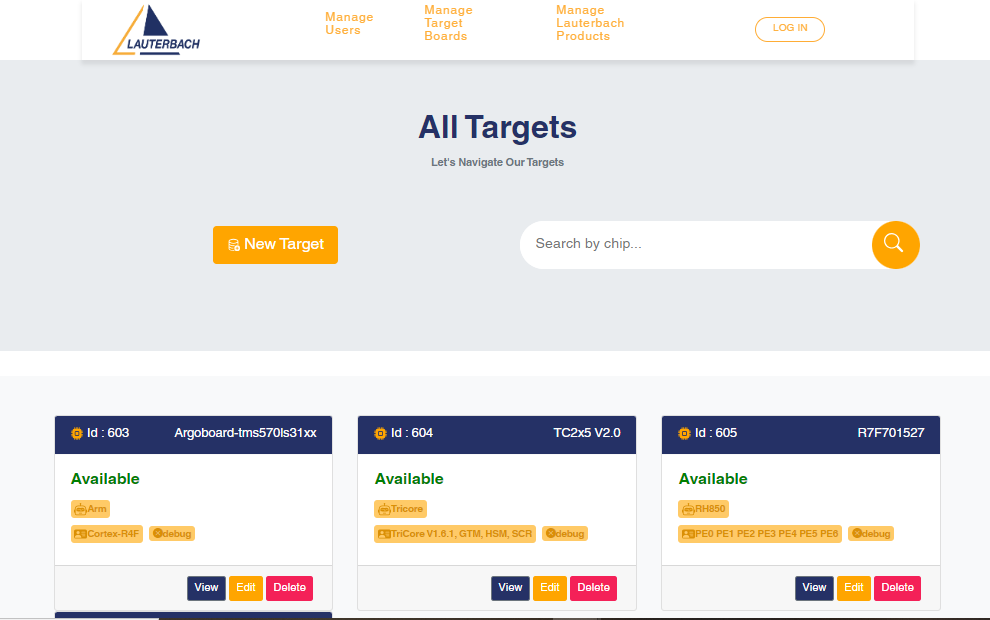 LAUTERBACH
Manage
Users
Manage
Target
Boards
Manage
Lauterbach
Products
LOG IN
All Targets
Let's Navigate Our Targets
New Target
Search by chip...
Id : 603 Argoboard-tms570ls31xx
Available
Arm
Cortex-R4F debug
View Edit Delete
Id : 604 TC2x5 V2.0
Available
Tricore
TriCore V1.6.1, GTM, HSM, SCR debug
View Edit Delete
Id : 605 R7F701527
Available
RH850
PE0 PE1 PE2 PE3 PE4 PE5 PE6 debug
View Edit Delete